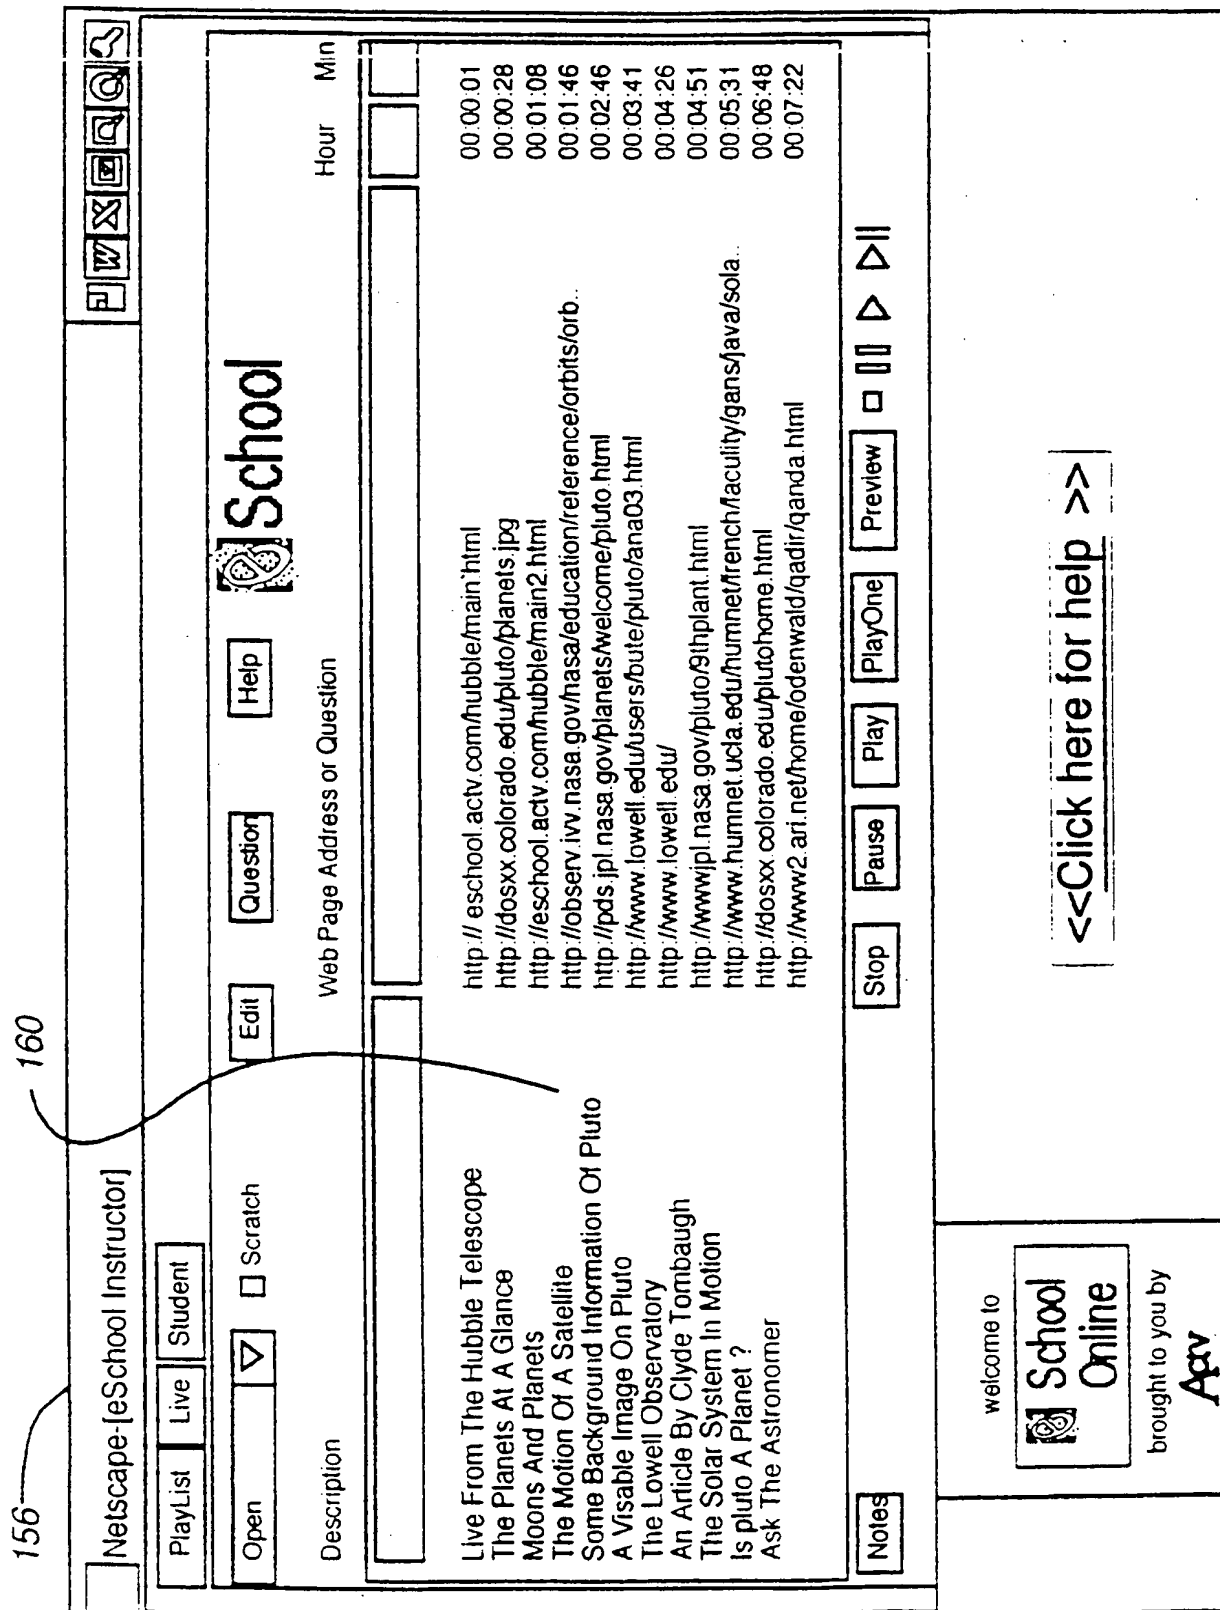 156
160
Netscape-[eSchool Instructor]
PlayList Live Student
Open Scratch Edit Question Help School
Description Web Page Address or Question Hour Min
Live From The Hubble Telescope http:// eschool.actv.com/hubble/main'html 00:00:01
The Planets At A Glance http://dosxx.colorado.edu/pluto/planets.jpg 00:00:28
Moons And Planets http://eschool.actv.com/hubble/main2.html 00:01:08
The Motion Of A Satellite http://observ.ivv.nasa.gov/nasa/education/reference/orbits/orb.. 00:01:46
Some Background Information Of Pluto http://pds.jpl.nasa.gov/planets/welcome/pluto.html 00:02:46
A Visable Image On Pluto http://www.lowell.edu/users/bute/pluto/ana03.html 00:03:41
The Lowell Observatory http://www.lowell.edu/ 00:04:26
An Article By Clyde Tombaugh http://wwwjpl.nasa.gov/pluto/9thplant.html 00:04:51
The Solar System In Motion http://www.humnet.ucla.edu/humnet/french/faculity/gans/java/sola.. 00:05,31
Is pluto A Planet ? http://dosxx.colorado.edu/plutohome.html 00:06:48
Ask The Astronomer http://www2.ari.net/home/odenwald/qadir/qanda.html 00:07:22
Notes Stop Pause Play PlayOne Preview
welcome to
School
Online
brought to you by
<<Click here for help >>